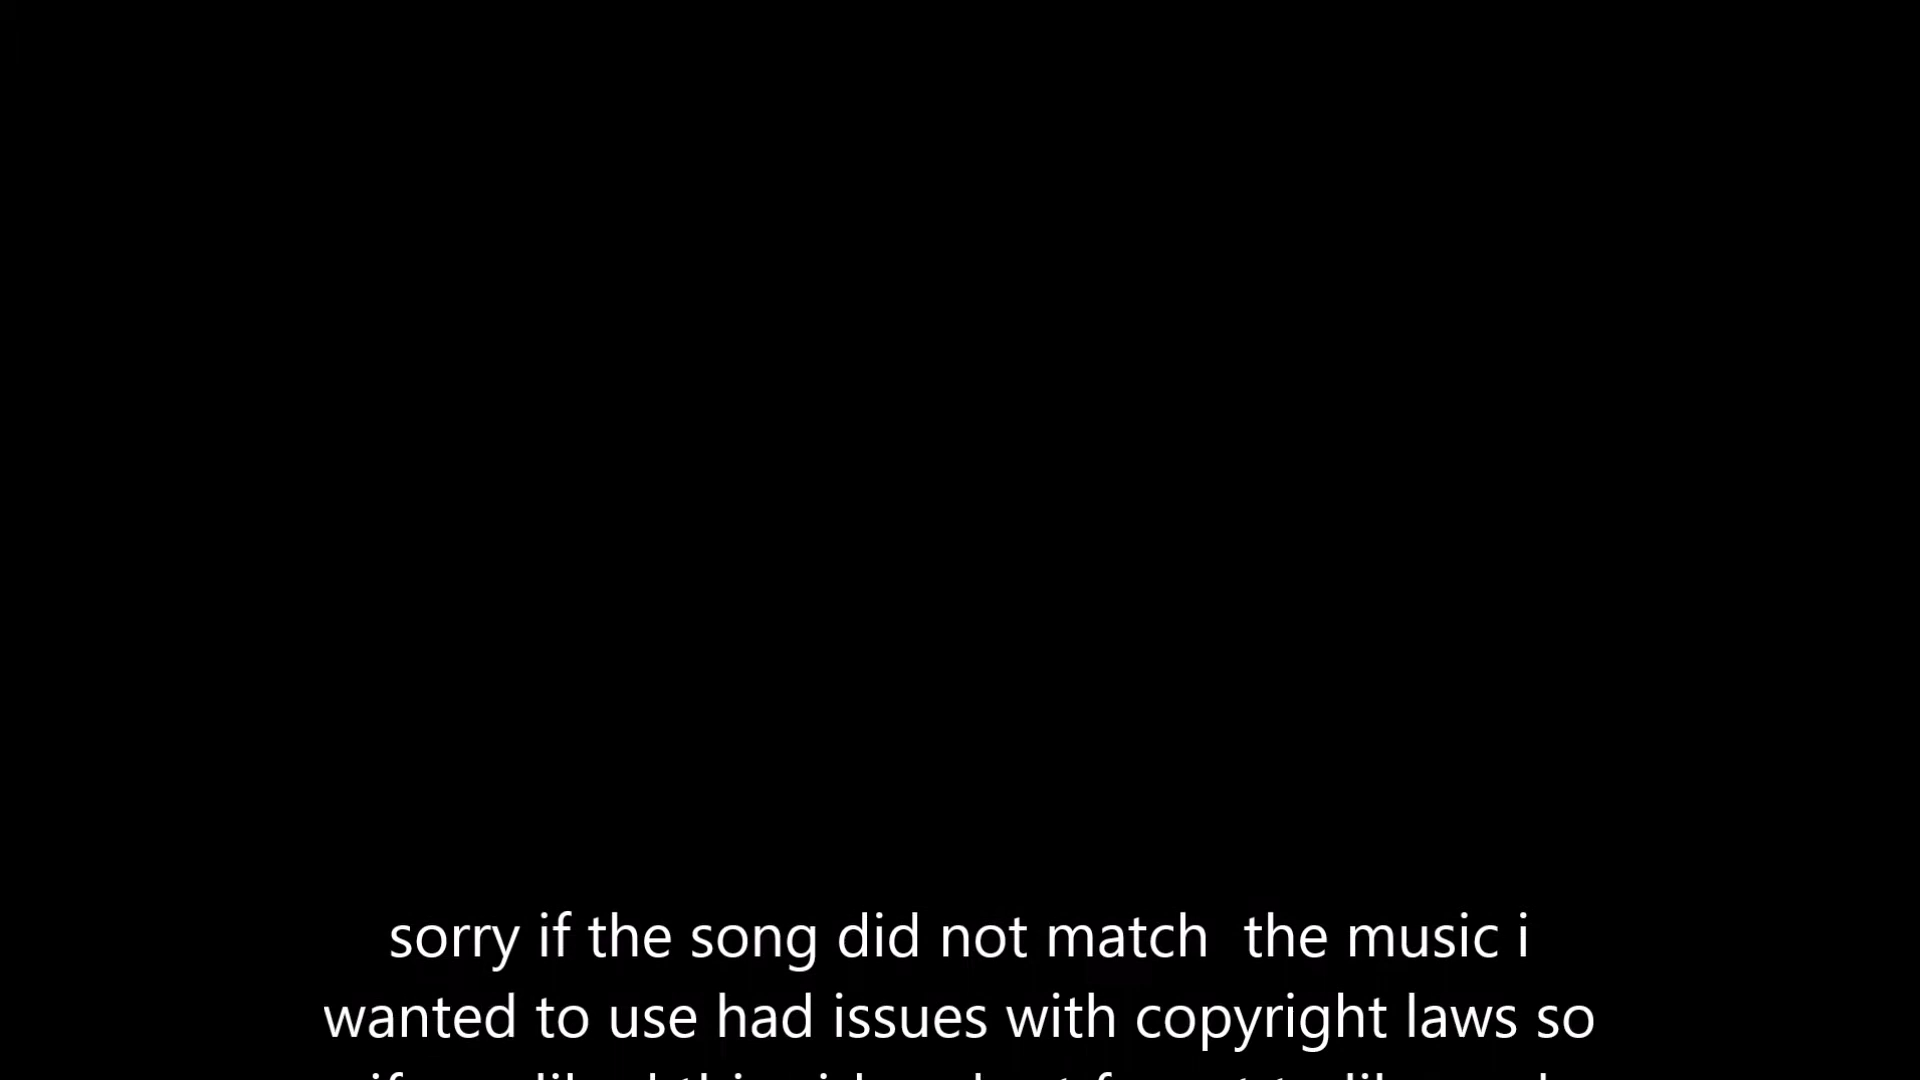 sorry if the song did not match  the music i
wanted to use had issues with copyright laws so